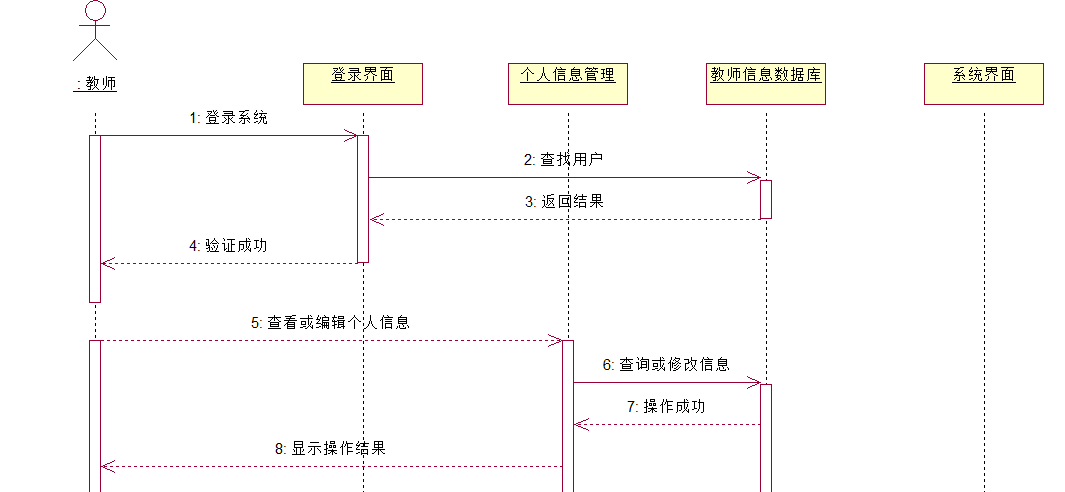 : 教师
登录界面
个人信息管理
教师信息数据库
系统界面
1: 登录系统
2: 查找用户
3: 返回结果
4: 验证成功
5: 查看或编辑个人信息
6: 查询或修改信息
7: 操作成功
8: 显示操作结果